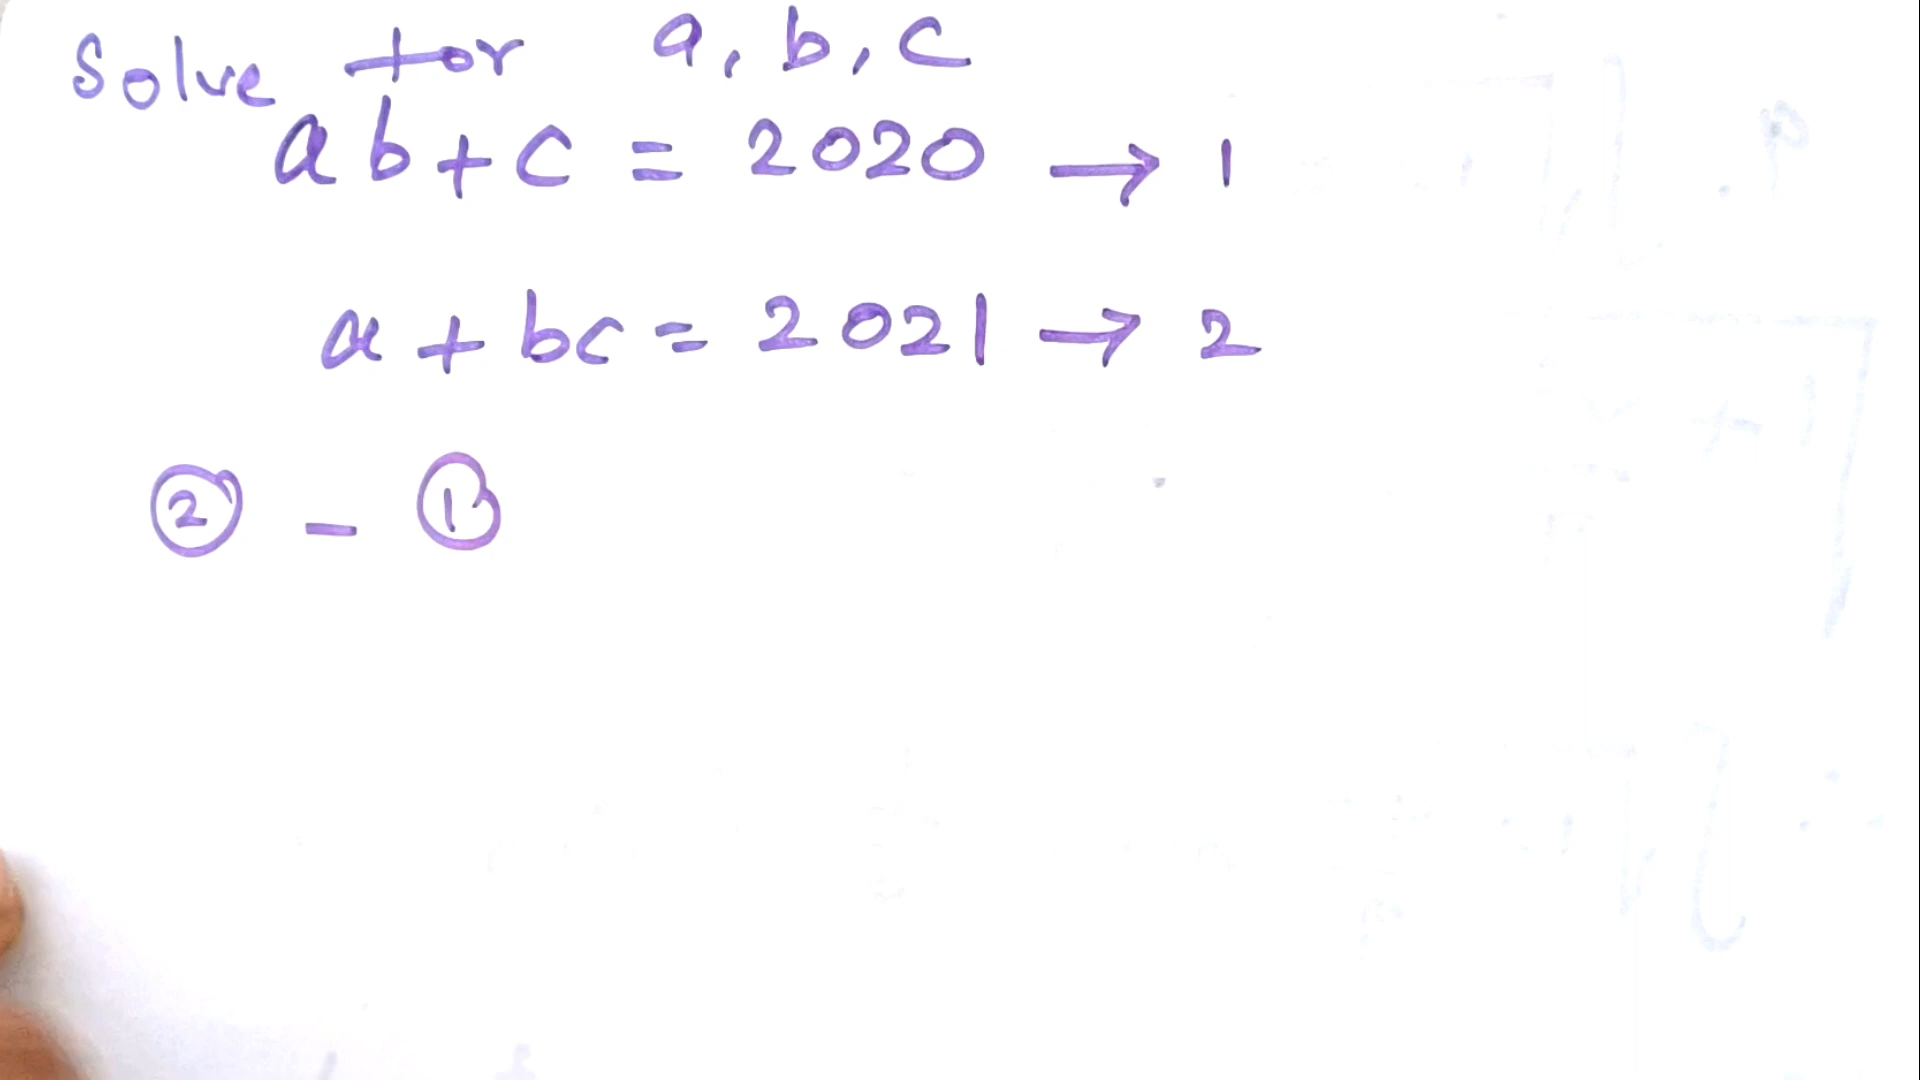 Solve for a, b, c
ab + c = 2020 → 1
a + bc = 2021 → 2
② - ①